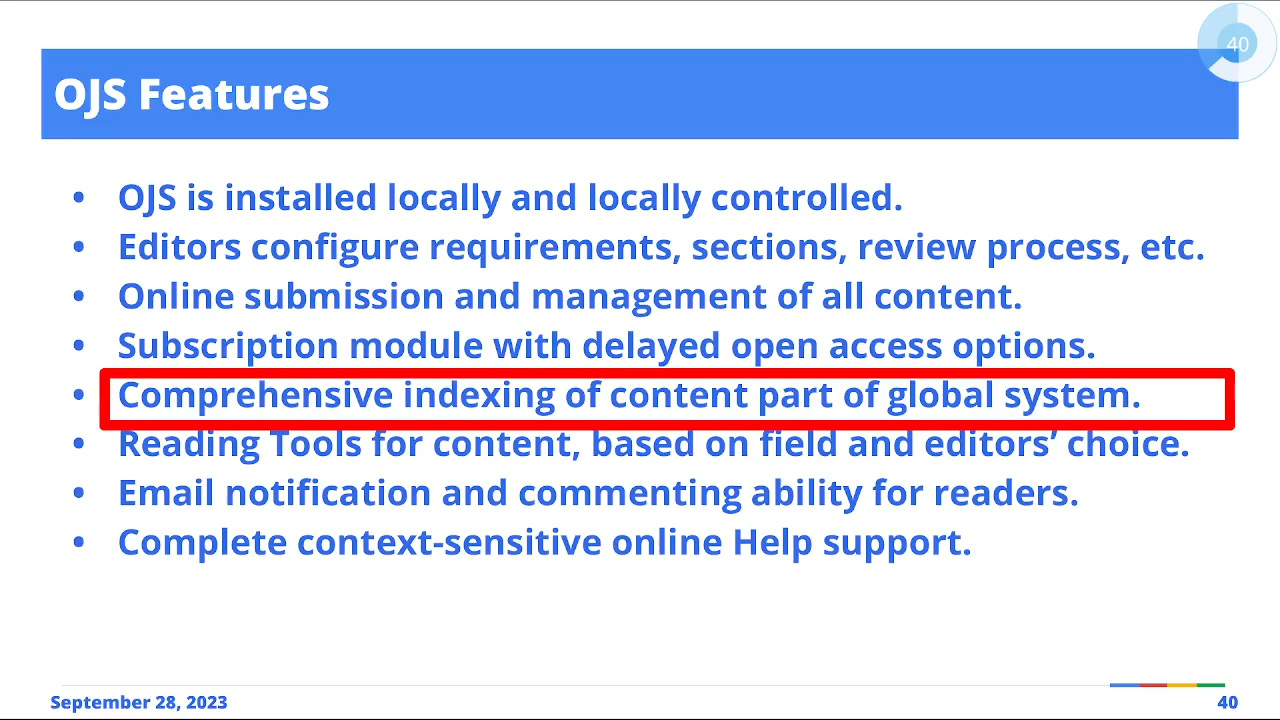 40
OJS Features
• OJS is installed locally and locally controlled.
• Editors configure requirements, sections, review process, etc.
• Online submission and management of all content.
• Subscription module with delayed open access options.
• Comprehensive indexing of content part of global system.
• Reading Tools for content, based on field and editors’ choice.
• Email notification and commenting ability for readers.
• Complete context-sensitive online Help support.
September 28, 2023
40